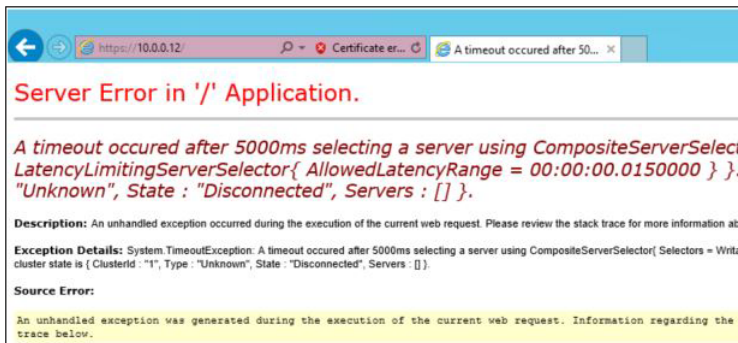 https://10.0.0.12/ Certificate er... A timeout occured after 50...
Server Error in '/' Application.
A timeout occured after 5000ms selecting a server using CompositeServerSelect
LatencyLimitingServerSelector{ AllowedLatencyRange = 00:00:00.0150000 } }.
"Unknown", State : "Disconnected", Servers : [] }.
Description: An unhandled exception occurred during the execution of the current web request. Please review the stack trace for more information ab
Exception Details: System.TimeoutException: A timeout occured after 5000ms selecting a server using CompositeServerSelector{ Selectors = Writa
cluster state is { ClusterId : "1", Type : "Unknown", State : "Disconnected", Servers : [] }.
Source Error:
An unhandled exception was generated during the execution of the current web request. Information regarding the
trace below.